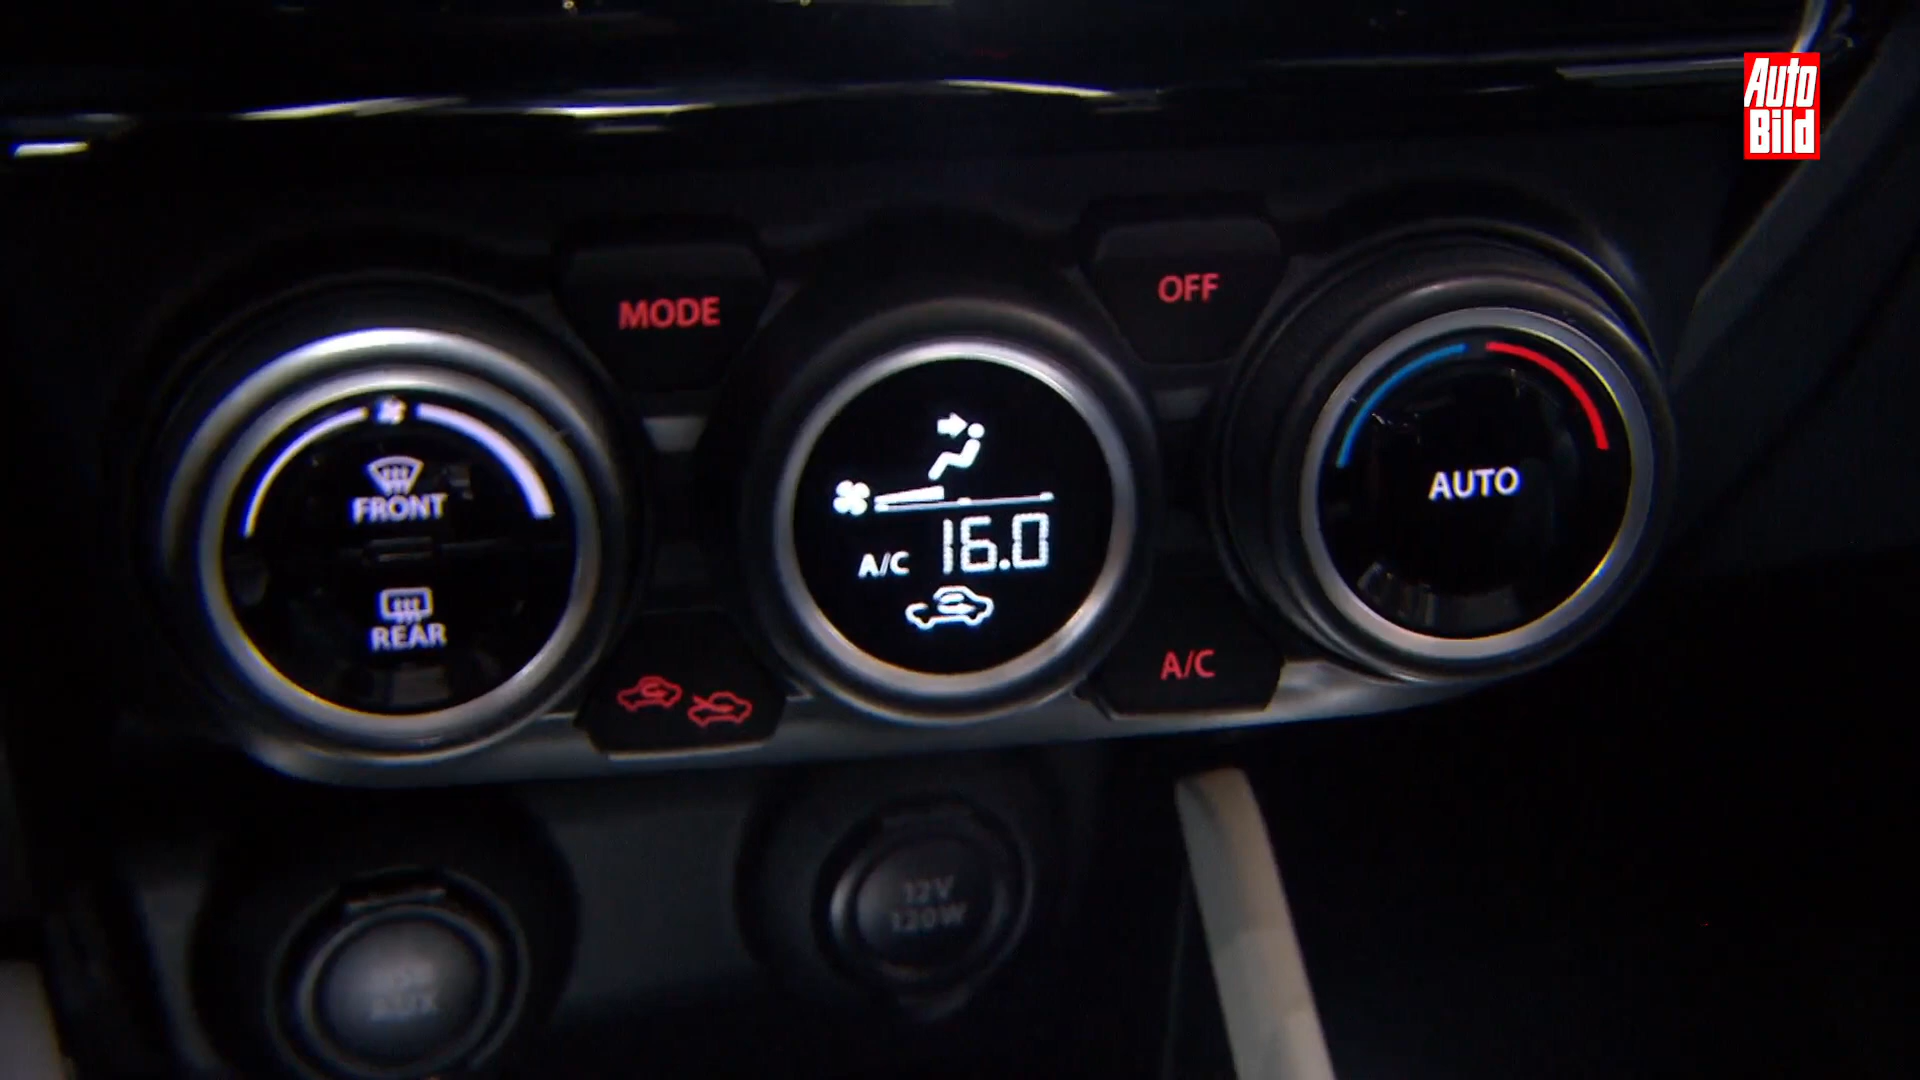 Auto
Bild
MODE
OFF
FRONT
REAR
A/C 16.0
AUTO
A/C
12V
120W